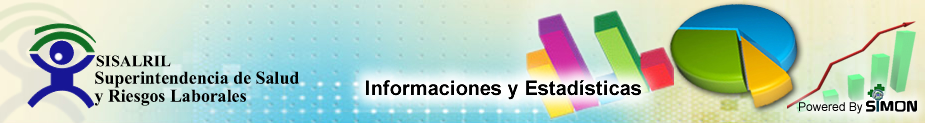 SISALRIL
Superintendencia de Salud
y Riesgos Laborales
Informaciones y Estadísticas
Powered By SIMON